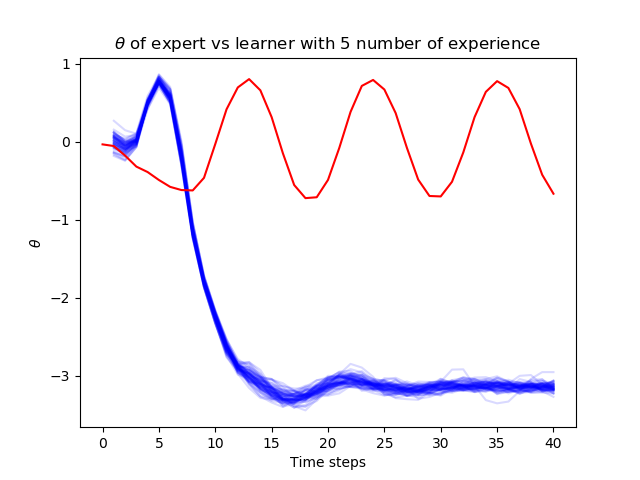 θ of expert vs learner with 5 number of experience
1
0
−1
−2
−3
θ
0 5 10 15 20 25 30 35 40
Time steps